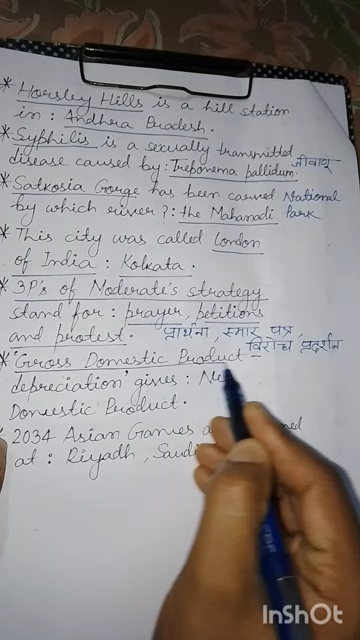 * Horsley Hills is a hill station
in : Andhra Pradesh.
* Syphilis is a sexually transmitted
disease caused by : Treponema pallidum. जीवाणु
* Satkosia Gorge has been carved National
by which river ? : the Mahanadi Park
* This city was called London
of India : Kolkata.
* 3P's of Moderate's strategy
stand for : prayer, petitions
and protest. प्रार्थना, स्मार पत्र,
विरोध प्रदर्शन
* 'Gross Domestic Product -
depreciation' gives :
Domestic Product.
2034 Asian Games
at : Riyadh,
InShOt